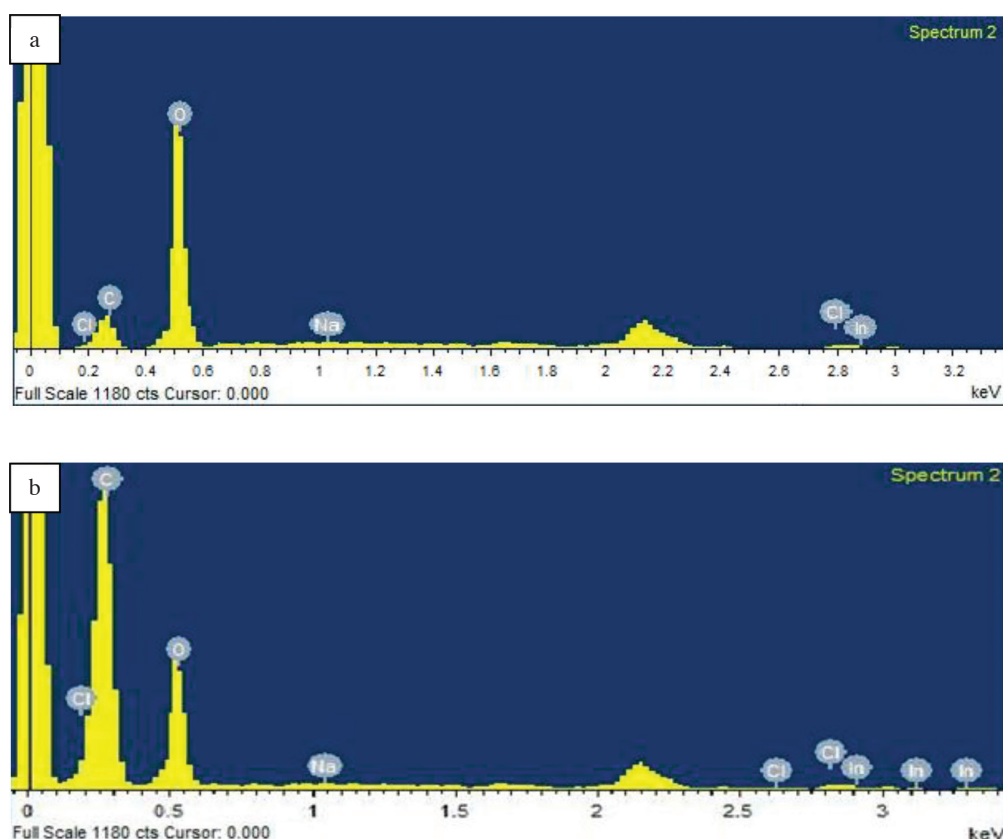 a
Spectrum 2
O
C
Cl
Na
Cl
In
0 0.2 0.4 0.6 0.8 1 1.2 1.4 1.6 1.8 2 2.2 2.4 2.6 2.8 3 3.2
Full Scale 1180 cts Cursor: 0.000 keV
b
Spectrum 2
C
O
Cl
Na
Cl
Cl
In
In
In
0 0.5 1 1.5 2 2.5 3
Full Scale 1180 cts Cursor: 0.000 keV